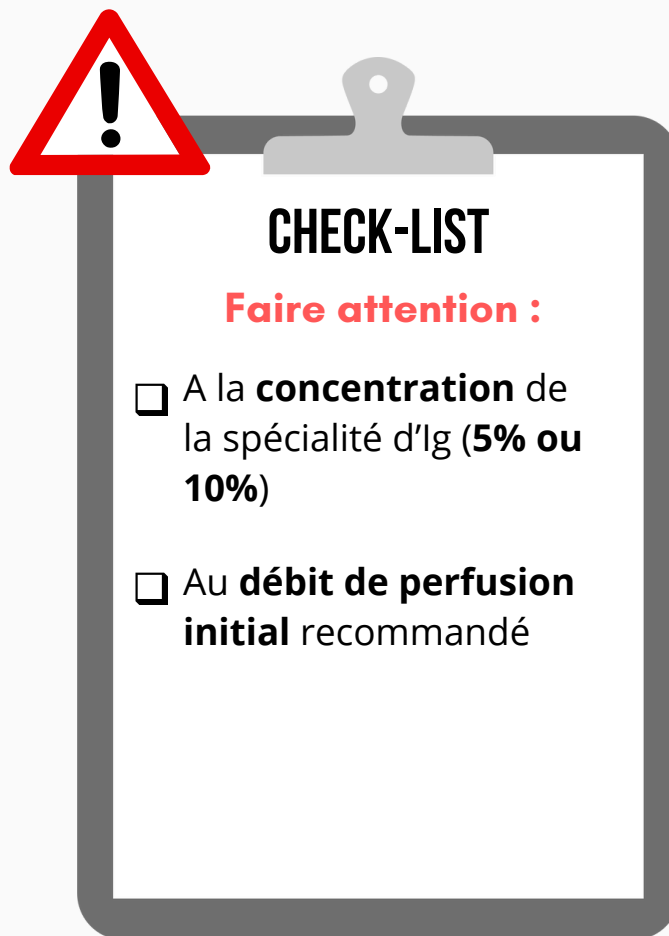 CHECK-LIST
Faire attention :
A la concentration de
la spécialité d'Ig (5% ou
10%)
Au débit de perfusion
initial recommandé